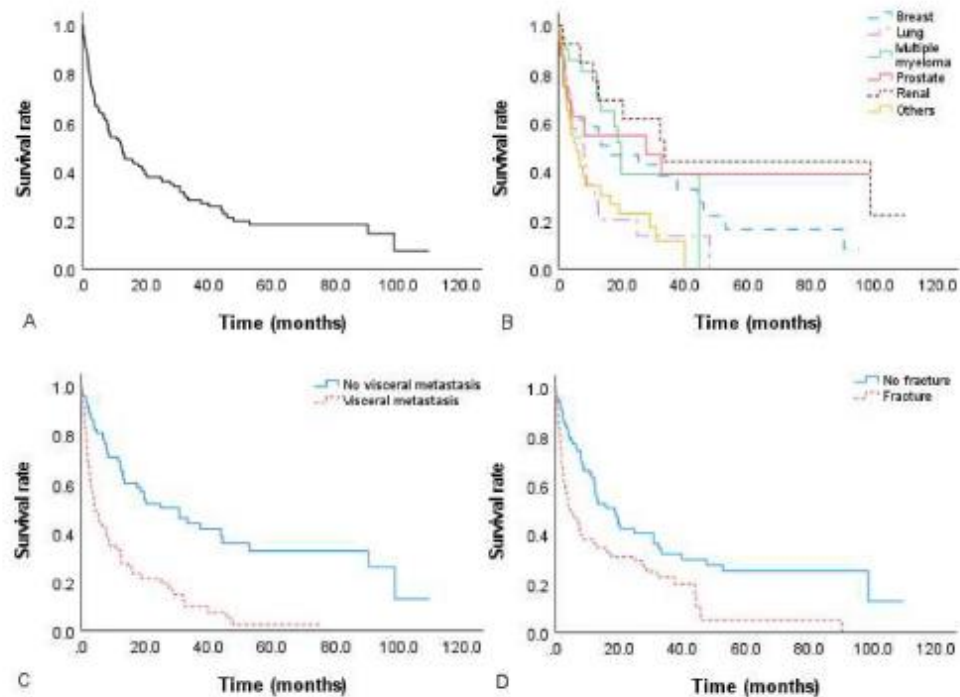 1.0
0.8
0.6
0.4
0.2
0.0
Survival rate
.0 20.0 40.0 60.0 80.0 100.0 120.0
Time (months)
A
1.0
0.8
0.6
0.4
0.2
0.0
Survival rate
Breast
Lung
Multiple
myeloma
Prostate
Renal
Others
.0 20.0 40.0 60.0 80.0 100.0 120.0
Time (months)
B
1.0
0.8
0.6
0.4
0.2
0.0
Survival rate
No visceral metastasis
Visceral metastasis
.0 20.0 40.0 60.0 80.0 100.0 120.0
Time (months)
C
1.0
0.8
0.6
0.4
0.2
0.0
Survival rate
No fracture
Fracture
.0 20.0 40.0 60.0 80.0 100.0 120.0
Time (months)
D